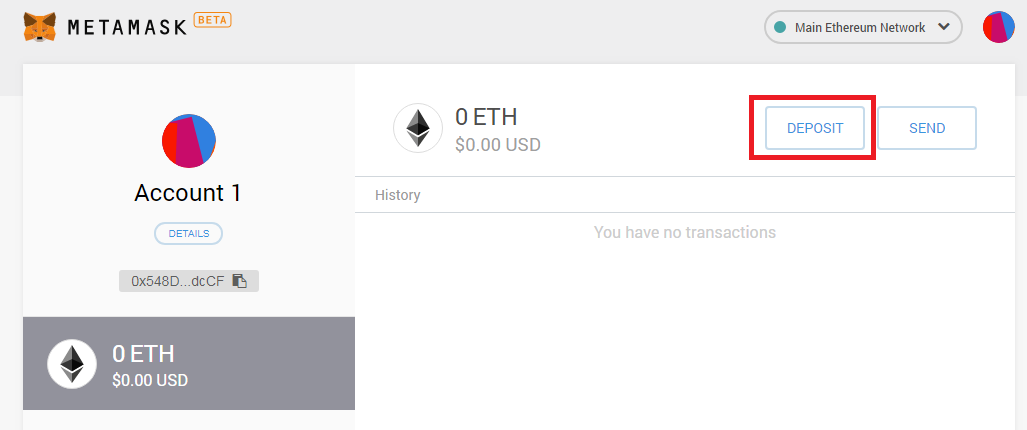 METAMASK BETA
Main Ethereum Network
Account 1
DETAILS
0x548D...dcCF
0 ETH
$0.00 USD
0 ETH
$0.00 USD
DEPOSIT
SEND
History
You have no transactions